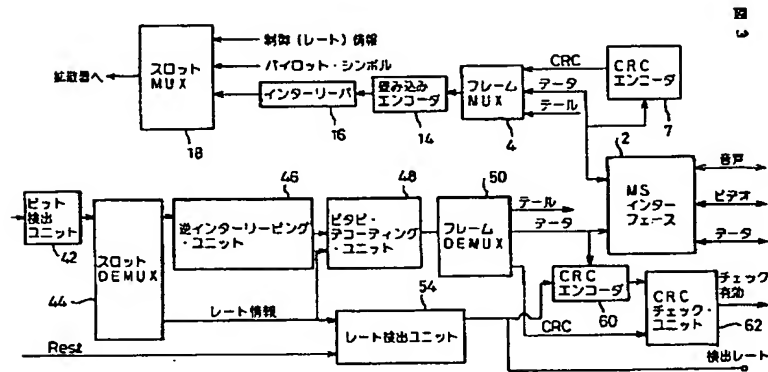 図 3
制御（レート）情報
パイロット・シンボル
拡散器へ
スロット
MUX
18
インターリーバ
16
畳み込み
エンコーダ
14
フレーム
MUX
4
CRC
データ
テール
CRC
エンコーダ
7
2
MS
インター
フェース
音声
ビデオ
データ
ビット
検出
ユニット
42
スロット
DEMUX
44
46
逆インターリービング
・ユニット
48
ビタビ・
デコーディング
・ユニット
50
フレーム
DEMUX
テール
データ
CRC
CRC
エンコーダ
60
CRC
チェック・
ユニット
62
チェック
有効
レート情報
54
レート検出ユニット
検出レート